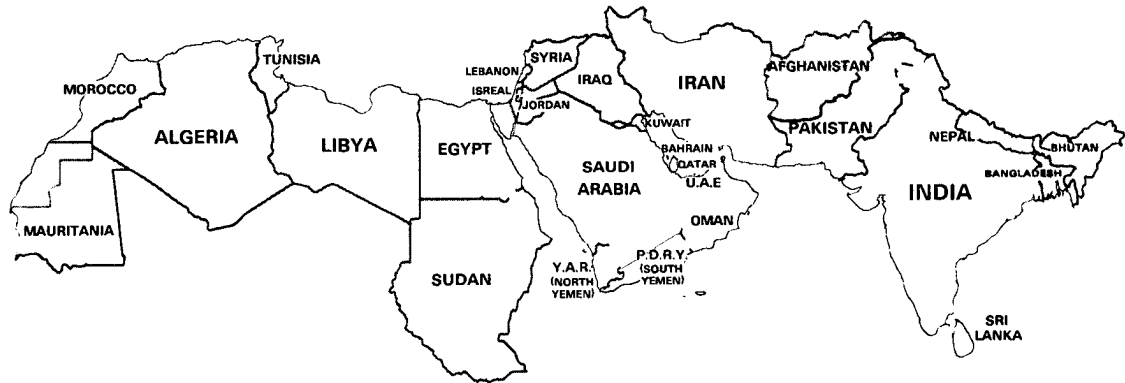 MOROCCO
ALGERIA
TUNISIA
LIBYA
EGYPT
MAURITANIA
SUDAN
LEBANON
ISREAL
SYRIA
JORDAN
IRAQ
IRAN
KUWAIT
BAHRAIN
QATAR
U.A.E
SAUDI
ARABIA
OMAN
Y.A.R.
(NORTH
YEMEN)
P.D.R.Y.
(SOUTH
YEMEN)
AFGHANISTAN
PAKISTAN
NEPAL
BHUTAN
BANGLADESH
INDIA
SRI
LANKA